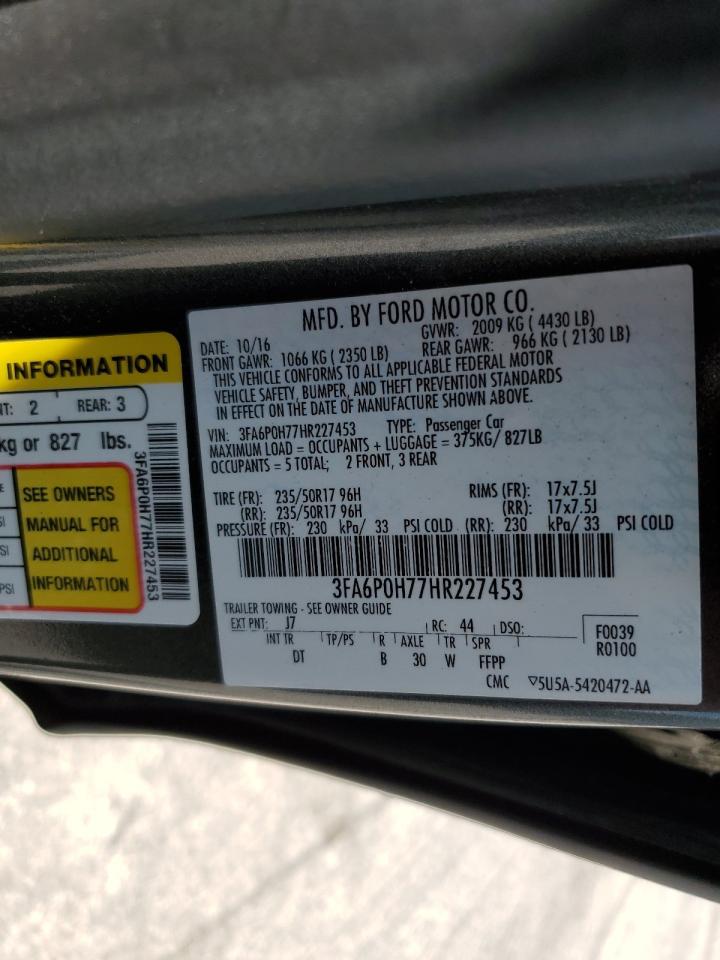 INFORMATION
NT: 2 REAR: 3
kg or 827 lbs.
SEE OWNERS
MANUAL FOR
ADDITIONAL
INFORMATION
PSI
3FA6P0H77HR227453
MFD. BY FORD MOTOR CO.
DATE: 10/16 GVWR: 2009 KG ( 4430 LB)
FRONT GAWR: 1066 KG ( 2350 LB) REAR GAWR: 966 KG ( 2130 LB)
THIS VEHICLE CONFORMS TO ALL APPLICABLE FEDERAL MOTOR
VEHICLE SAFETY, BUMPER, AND THEFT PREVENTION STANDARDS
IN EFFECT ON THE DATE OF MANUFACTURE SHOWN ABOVE.
VIN: 3FA6P0H77HR227453 TYPE: Passenger Car
MAXIMUM LOAD = OCCUPANTS + LUGGAGE = 375KG/ 827LB
OCCUPANTS = 5 TOTAL; 2 FRONT, 3 REAR
TIRE (FR): 235/50R17 96H RIMS (FR): 17x7.5J
(RR): 235/50R17 96H (RR): 17x7.5J
PRESSURE (FR): 230 kPa/ 33 PSI COLD (RR): 230 kPa/ 33 PSI COLD
3FA6P0H77HR227453
TRAILER TOWING - SEE OWNER GUIDE
EXT PNT: J7 RC: 44 DSO: F0039
R0100
INT TR TP/PS R AXLE TR SPR
DT B 30 W FFPP
CMC ▽5U5A-5420472-AA